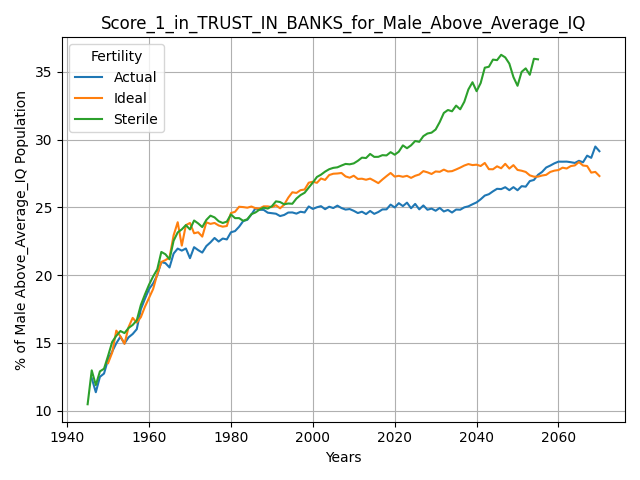 Score_1_in_TRUST_IN_BANKS_for_Male_Above_Average_IQ
% of Male Above_Average_IQ Population
Fertility
Actual
Ideal
Sterile
35
30
25
20
15
10
1940 1960 1980 2000 2020 2040 2060
Years